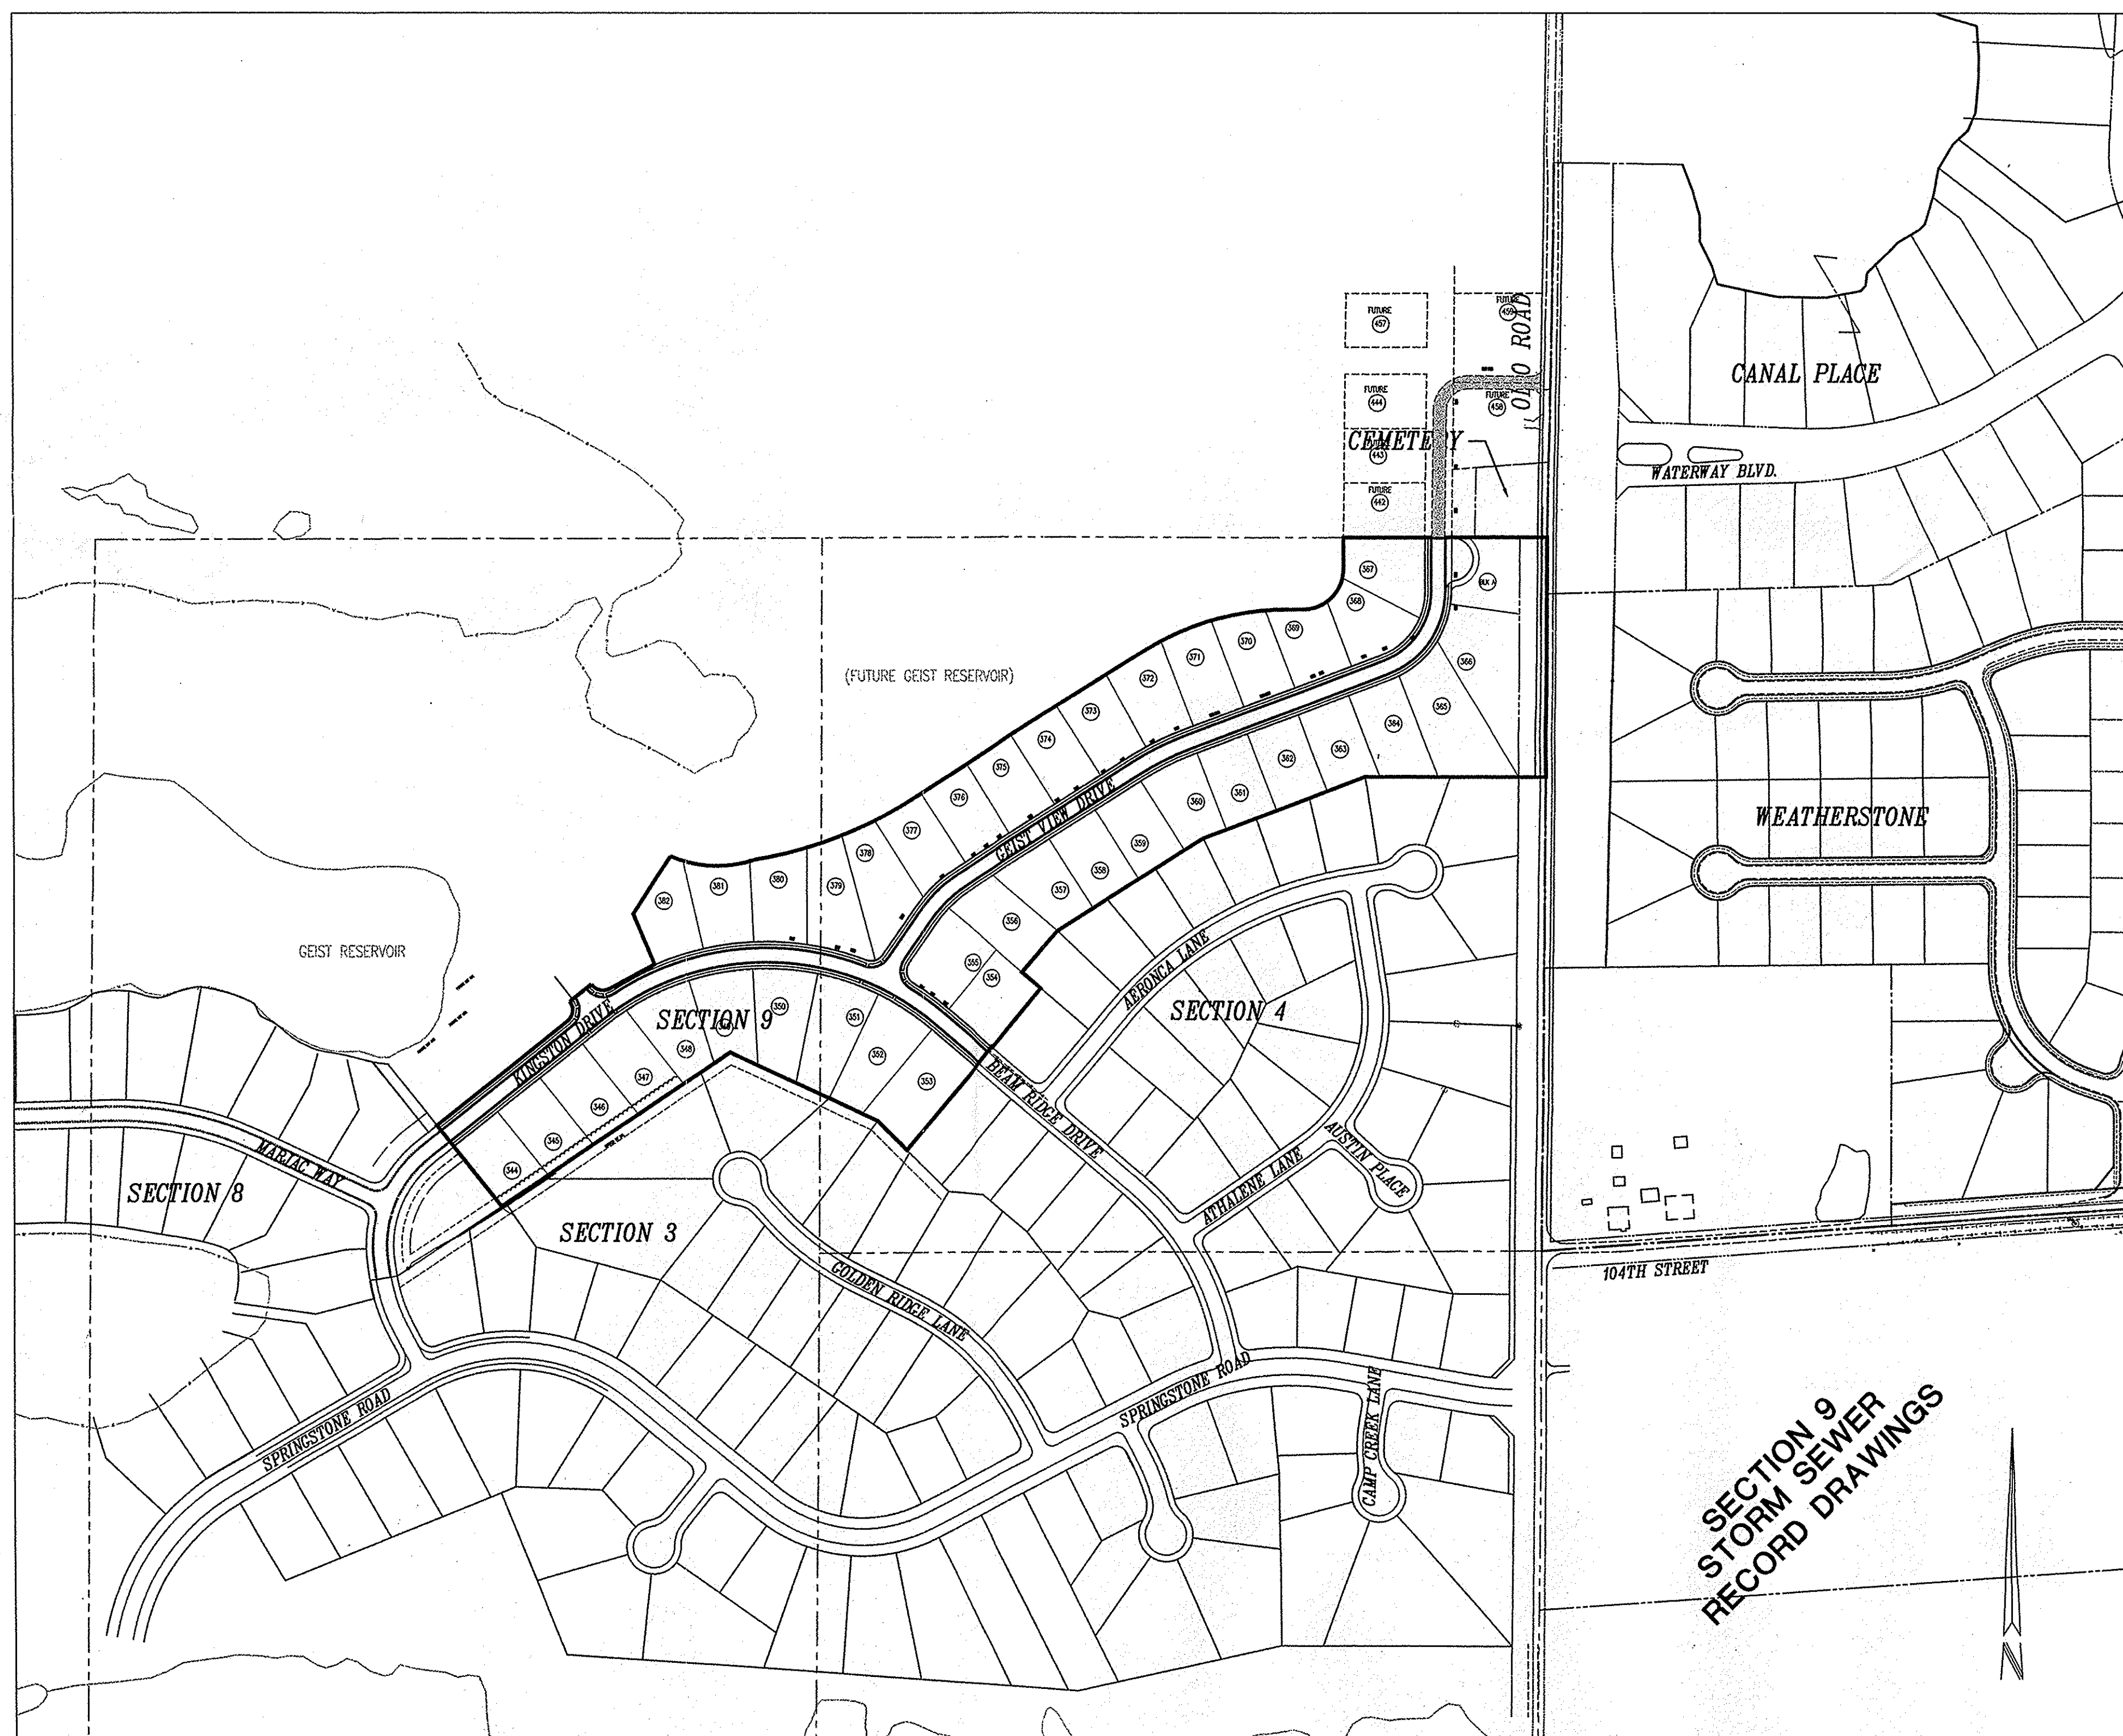 FUTURE
457
FUTURE
459
OLIO ROAD
FUTURE
444
FUTURE
458
CANAL PLACE
CEMETERY
443
WATERWAY BLVD.
FUTURE
442
367
BLK A
368
369
370
371
372
366
(FUTURE GEIST RESERVOIR)
373
374
375
376
377
378
379
380
381
382
365
384
363
362
361
360
359
358
357
356
355
354
GEIST VIEW DRIVE
WEATHERSTONE
GEIST RESERVOIR
AERONCA LANE
SECTION 4
KINGSTON DRIVE
SECTION 9
350
351
352
353
348
347
346
345
344
BEAM RIDGE DRIVE
MARJAC WAY
SECTION 8
AUSTIN PLACE
ATHALENE LANE
SECTION 3
GOLDEN RIDGE LANE
104TH STREET
SPRINGSTONE ROAD
SPRINGSTONE ROAD
CAMP CREEK LANE
SECTION 9
STORM SEWER
RECORD DRAWINGS
N